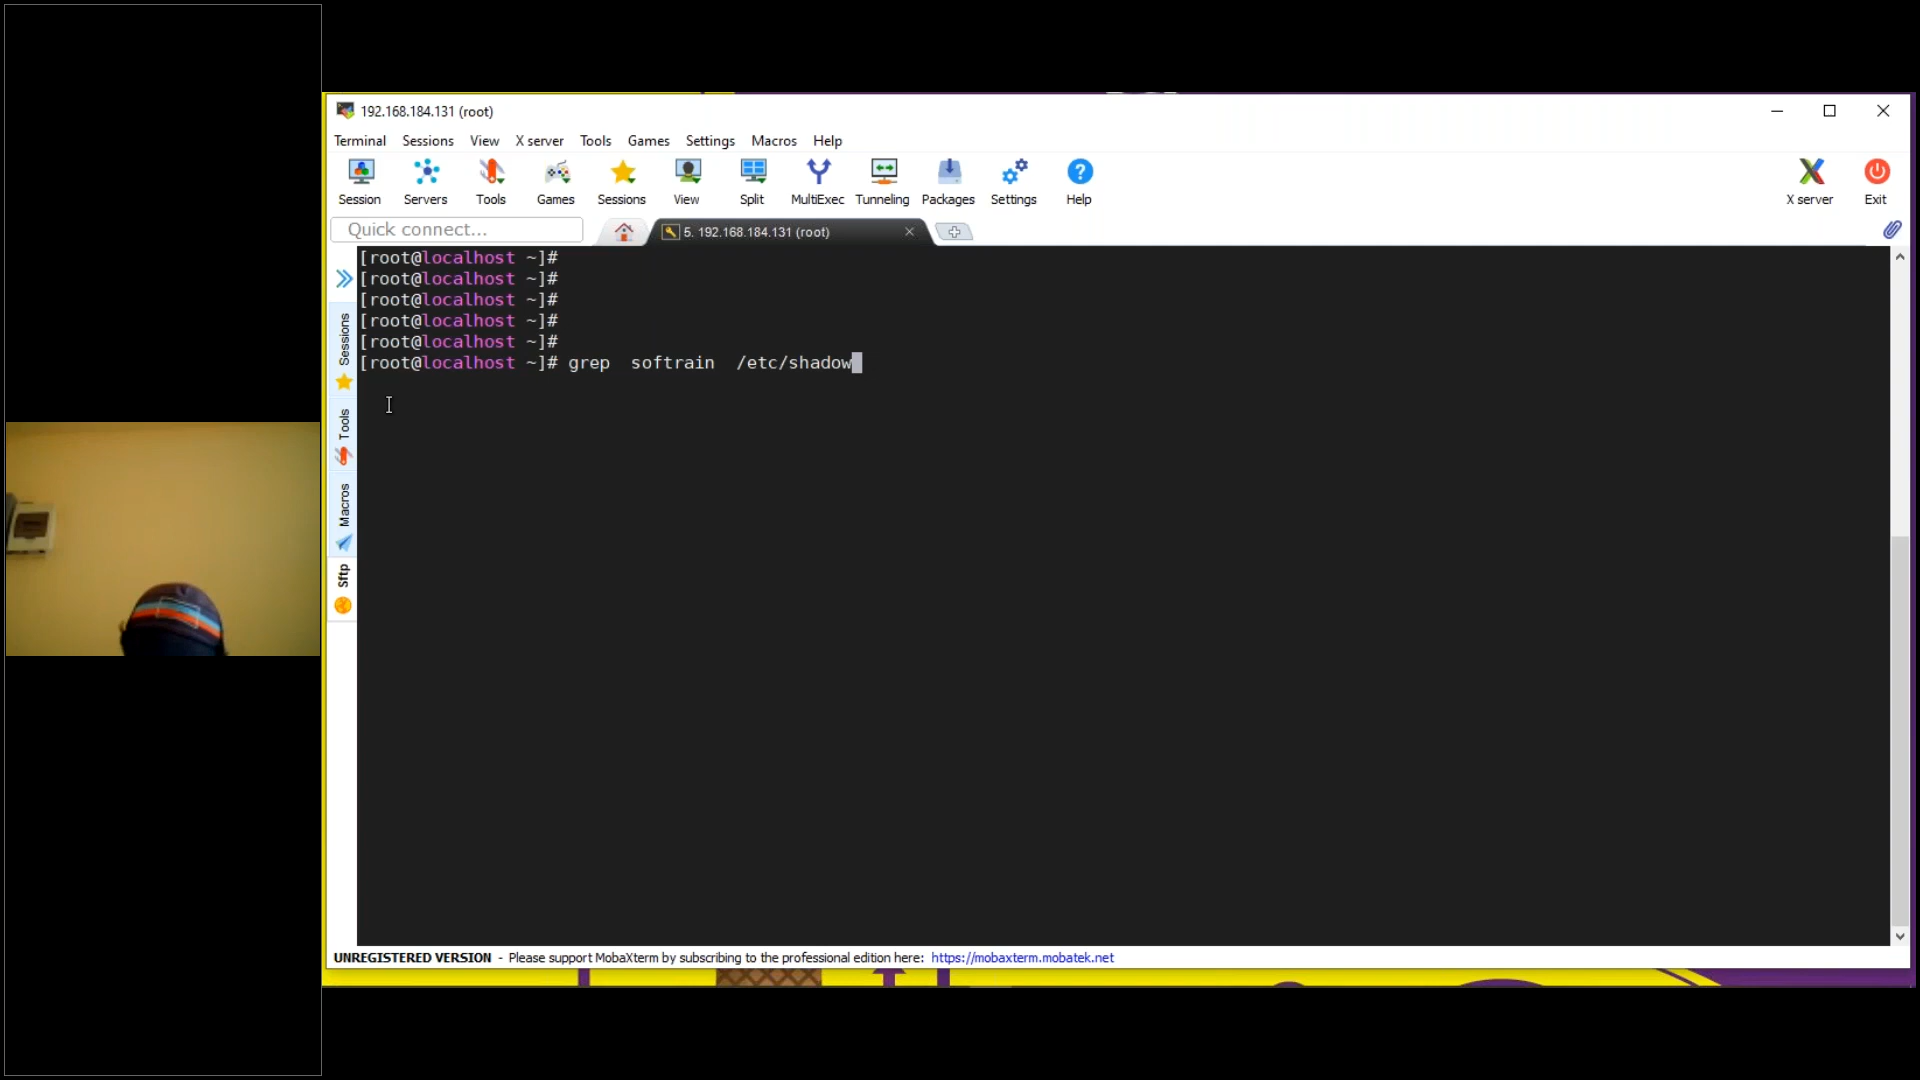 192.168.184.131 (root)
Terminal Sessions View X server Tools Games Settings Macros Help
Session Servers Tools Games Sessions View Split MultiExec Tunneling Packages Settings Help X server Exit
Quick connect...
5. 192.168.184.131 (root)
[root@localhost ~]#
[root@localhost ~]#
[root@localhost ~]#
[root@localhost ~]#
[root@localhost ~]#
[root@localhost ~]# grep  softrain  /etc/shadow
Sessions
Tools
Macros
Sftp
UNREGISTERED VERSION - Please support MobaXterm by subscribing to the professional edition here: https://mobaxterm.mobatek.net